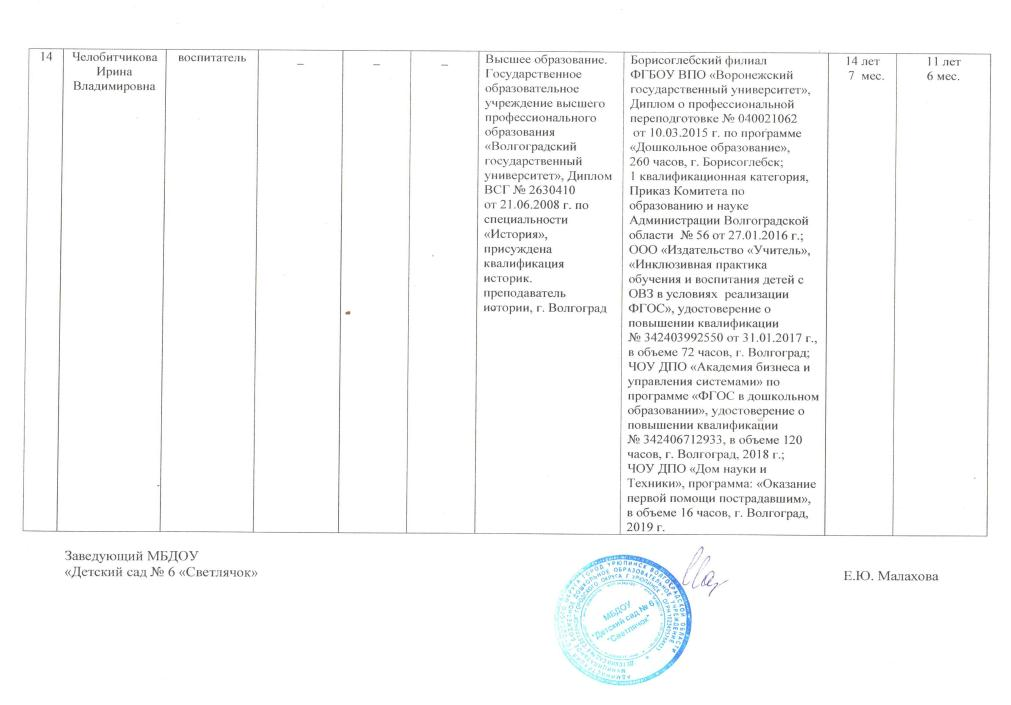 14
Челобитчикова
Ирина
Владимировна
воспитатель
–
–
–
Высшее образование.
Государственное
образовательное
учреждение высшего
профессионального
образования
«Волгоградский
государственный
университет», Диплом
ВСГ № 2630410
от 21.06.2008 г. по
специальности
«История»,
присуждена
квалификация
историк.
преподаватель
истории, г. Волгоград
Борисоглебский филиал
ФГБОУ ВПО «Воронежский
государственный университет»,
Диплом о профессиональной
переподготовке № 040021062
от 10.03.2015 г. по программе
«Дошкольное образование»,
260 часов, г. Борисоглебск;
1 квалификационная категория,
Приказ Комитета по
образованию и науке
Администрации Волгоградской
области № 56 от 27.01.2016 г.;
ООО «Издательство «Учитель»,
«Инклюзивная практика
обучения и воспитания детей с
ОВЗ в условиях реализации
ФГОС», удостоверение о
повышении квалификации
№ 342403992550 от 31.01.2017 г.,
в объеме 72 часов, г. Волгоград;
ЧОУ ДПО «Академия бизнеса и
управления системами» по
программе «ФГОС в дошкольном
образовании», удостоверение о
повышении квалификации
№ 342406712933, в объеме 120
часов, г. Волгоград, 2018 г.;
ЧОУ ДПО «Дом науки и
Техники», программа: «Оказание
первой помощи пострадавшим»,
в объеме 16 часов, г. Волгоград,
2019 г.
14 лет
7 мес.
11 лет
6 мес.
Заведующий МБДОУ
«Детский сад № 6 «Светлячок»
Е.Ю. Малахова
МБДОУ
"Детский сад № 6
"Светлячок"